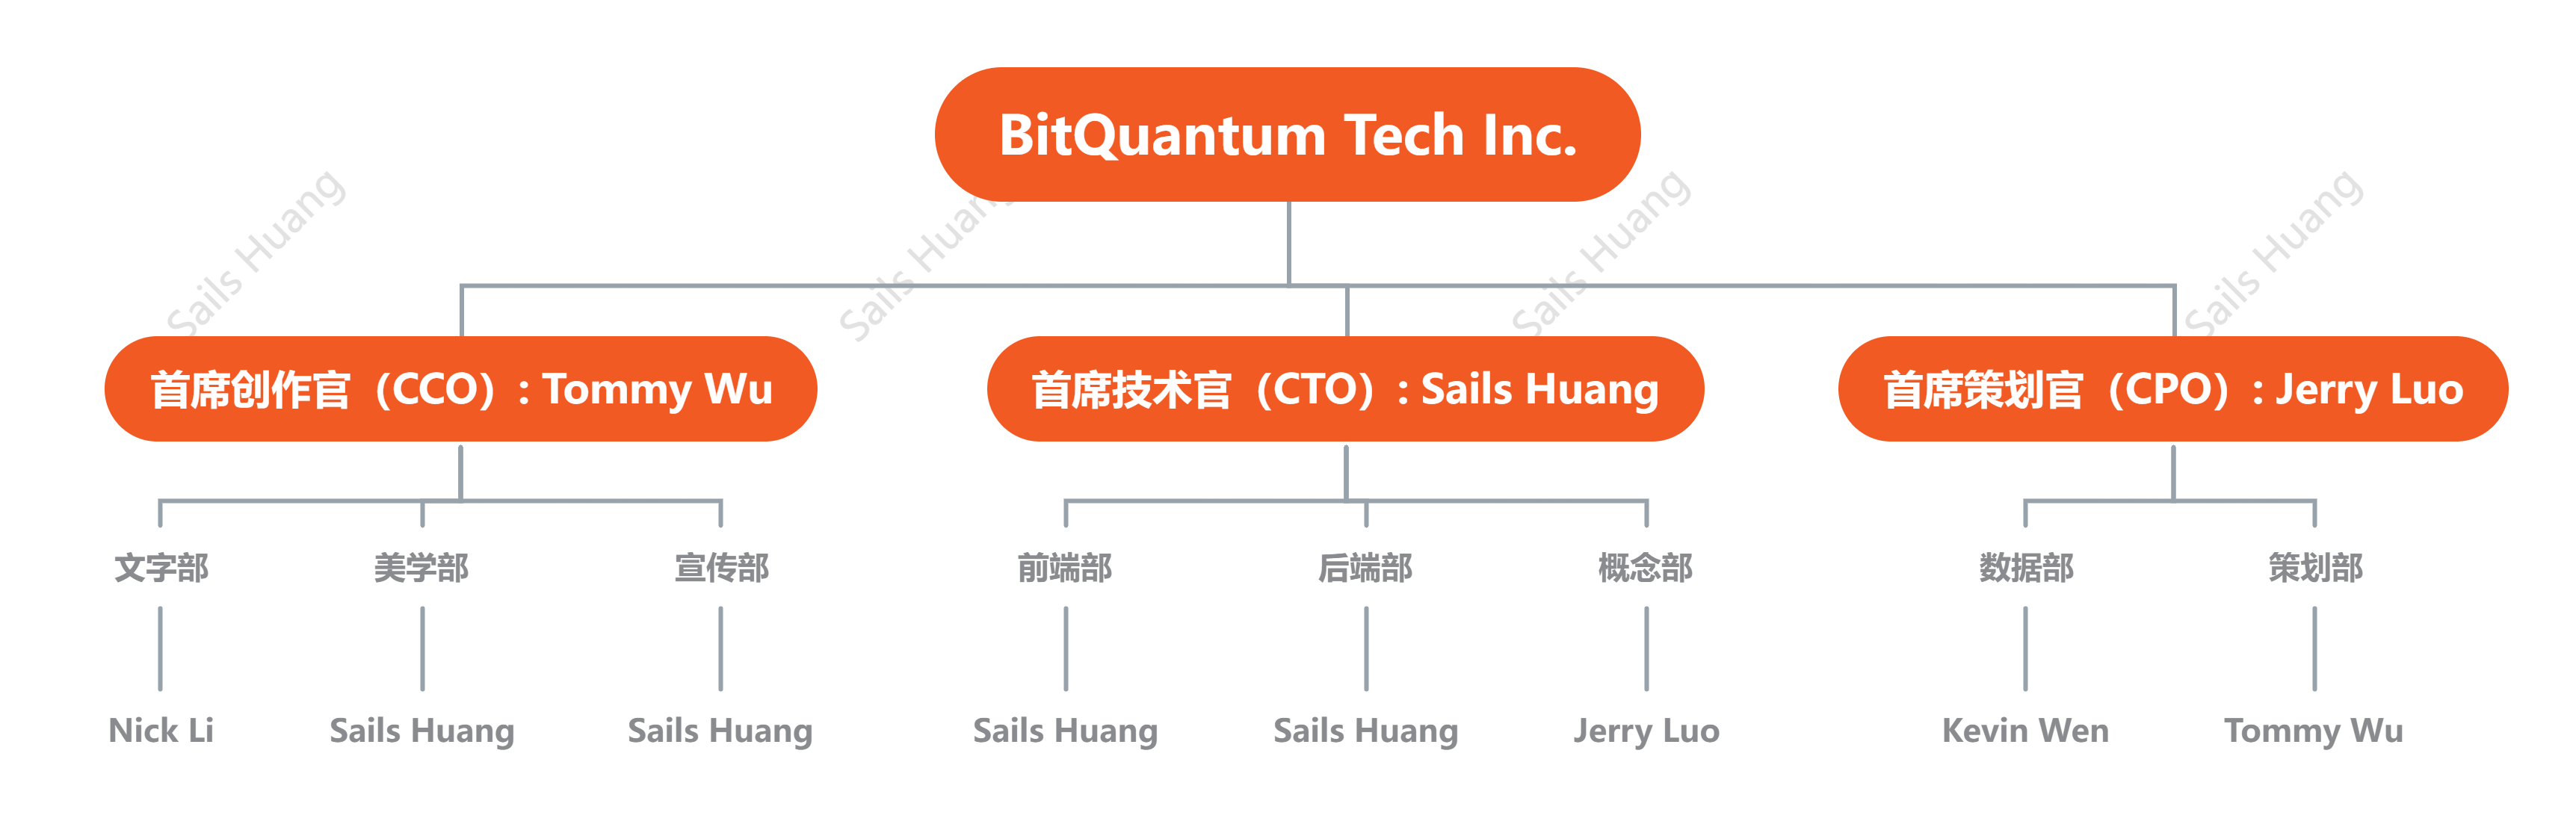 BitQuantum Tech Inc.
Sails Huang
Sails Huang
Sails Huang
Sails Huang
首席创作官（CCO）: Tommy Wu
首席技术官（CTO）: Sails Huang
首席策划官（CPO）: Jerry Luo
文字部
美学部
宣传部
前端部
后端部
概念部
数据部
策划部
Nick Li
Sails Huang
Sails Huang
Sails Huang
Sails Huang
Jerry Luo
Kevin Wen
Tommy Wu